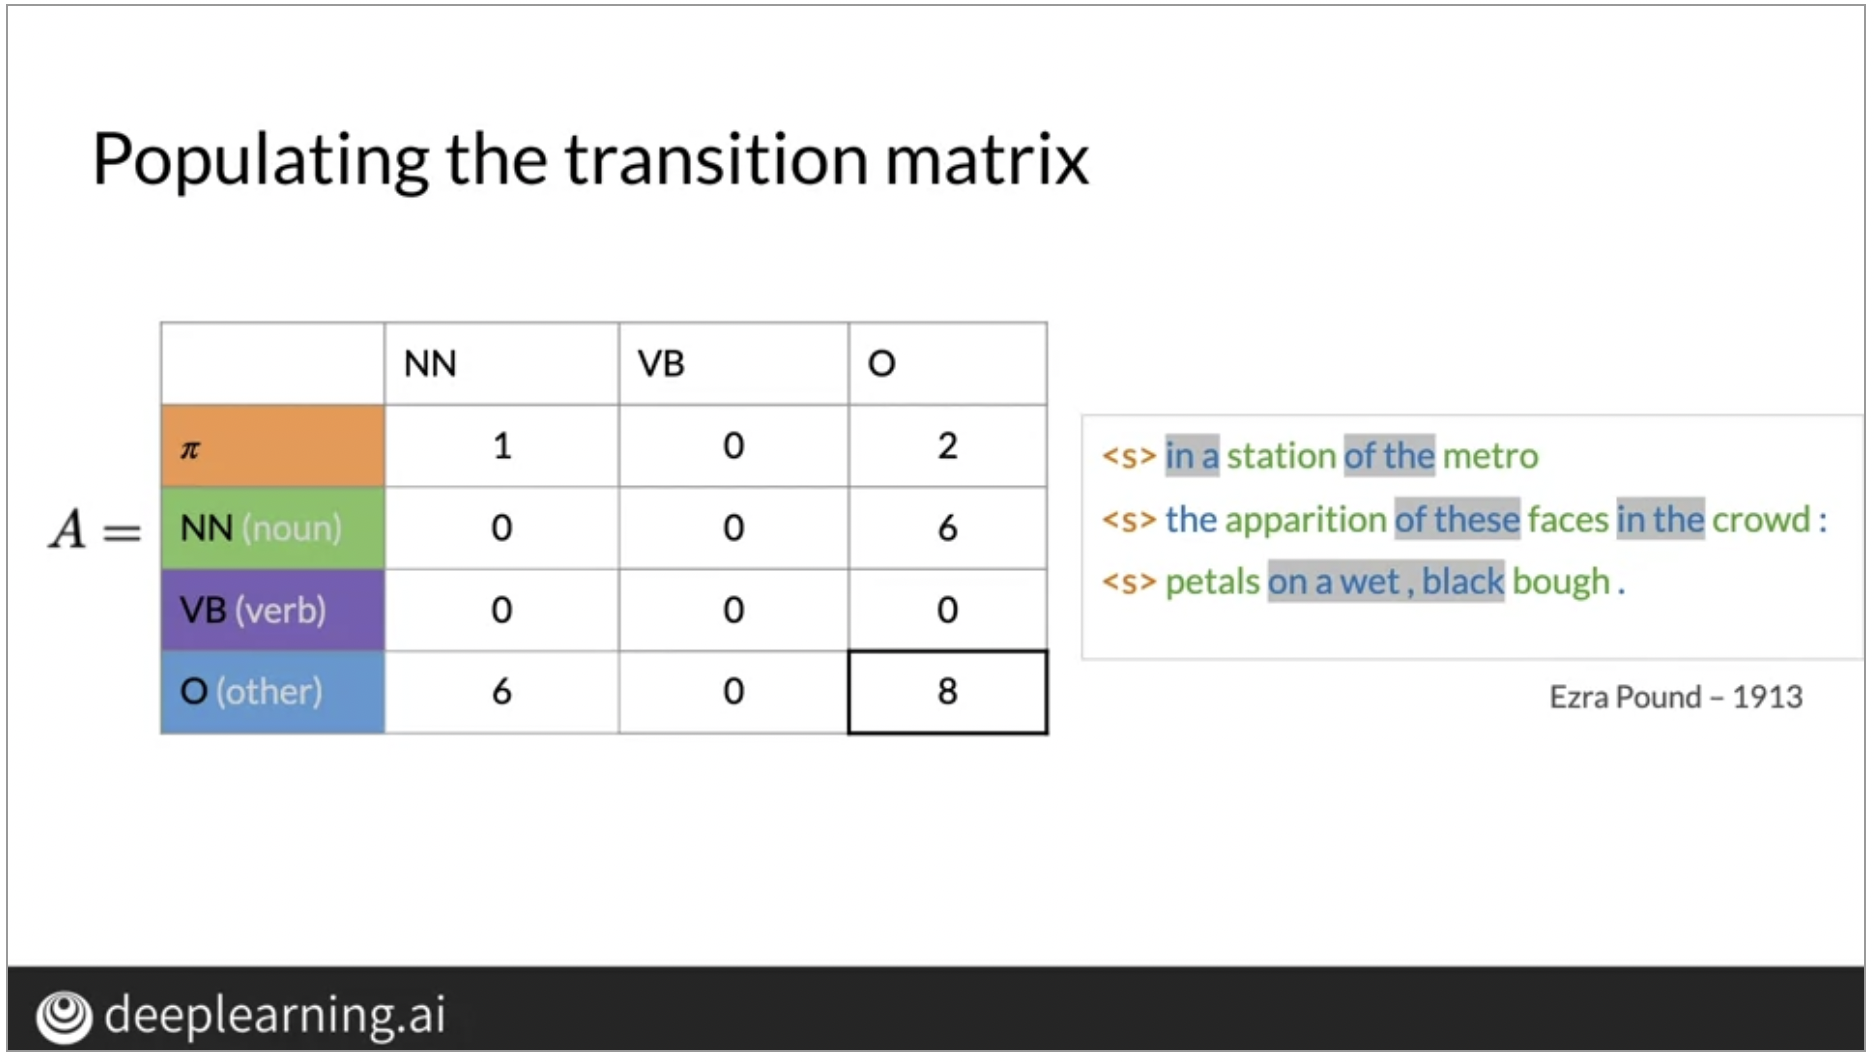 Populating the transition matrix
NN VB O
π 1 0 2
A = NN (noun) 0 0 6
VB (verb) 0 0 0
O (other) 6 0 8
<s> in a station of the metro
<s> the apparition of these faces in the crowd :
<s> petals on a wet , black bough .
Ezra Pound – 1913
deeplearning.ai